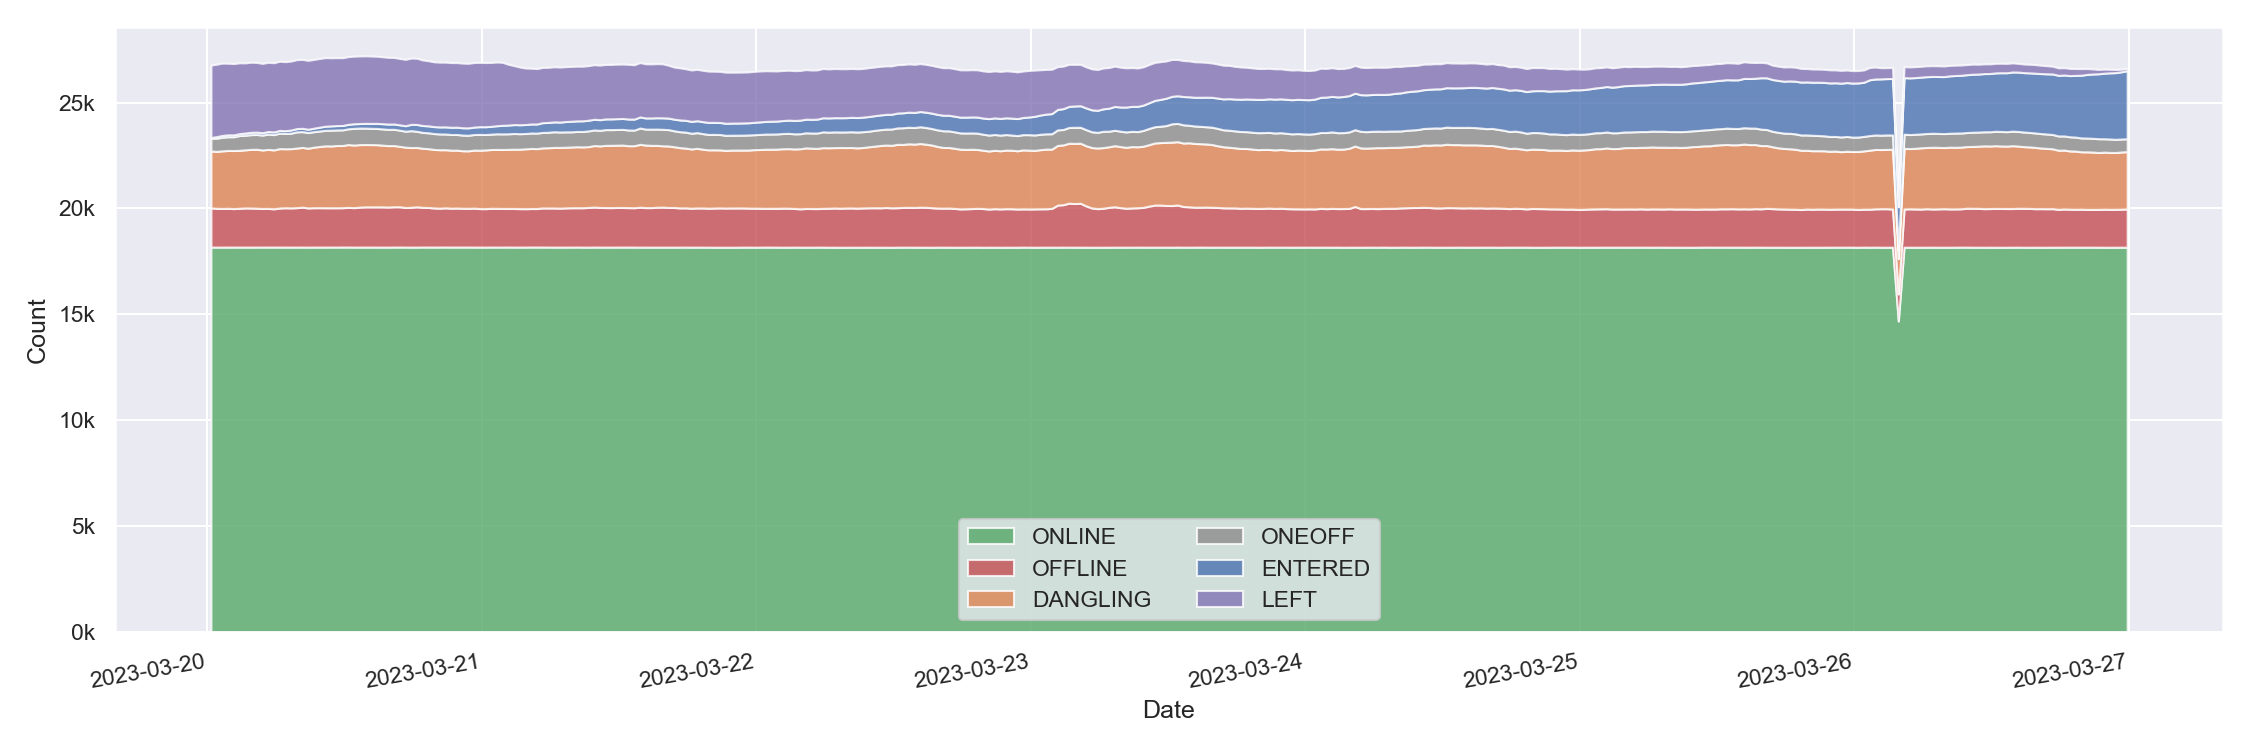 25k
20k
15k
10k
5k
0k
Count
ONLINE
OFFLINE
DANGLING
ONEOFF
ENTERED
LEFT
2023-03-20
2023-03-21
2023-03-22
2023-03-23
2023-03-24
2023-03-25
2023-03-26
2023-03-27
Date